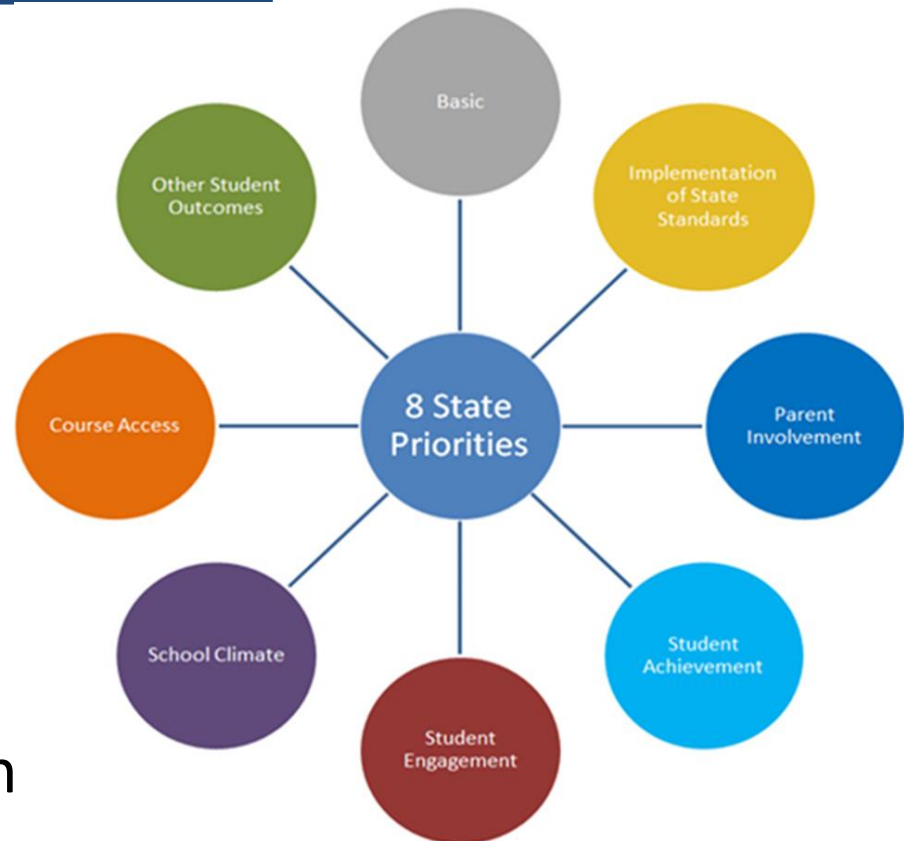 Basic
Implementation
of State
Standards
Parent
Involvement
Student
Achievement
Student
Engagement
School Climate
Course Access
Other Student
Outcomes
8 State
Priorities
n